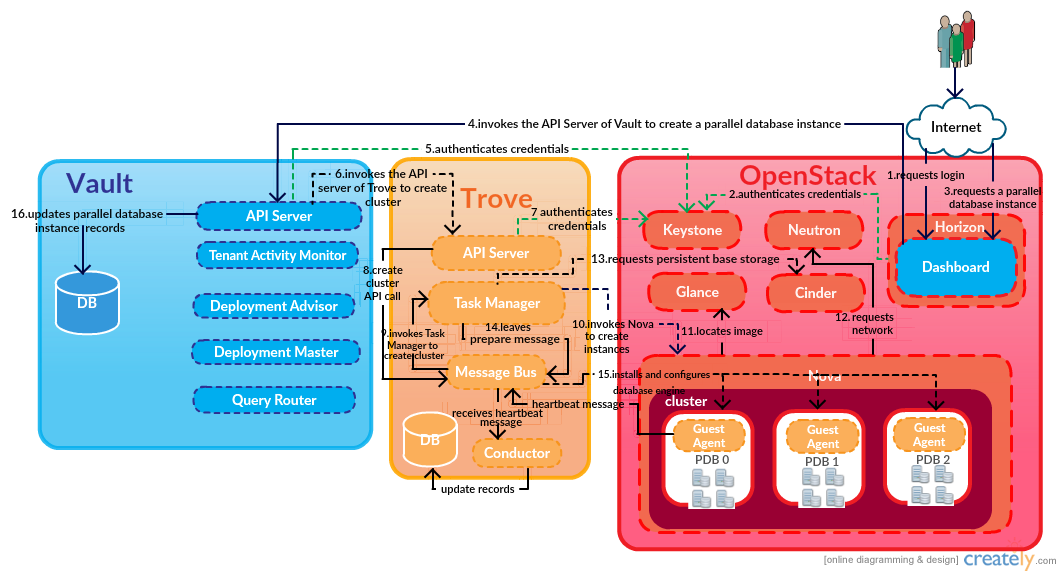 Internet
4.invokes the API Server of Vault to create a parallel database instance
5.authenticates credentials
1.requests login
3.requests a parallel
database instance
2.authenticates credentials
Vault
6.invokes the API
server of Trove to create
cluster
Trove
OpenStack
16.updates parallel database
instance records
API Server
7 authenticates
credentials
Keystone
Neutron
Horizon
Dashboard
Tenant Activity Monitor
API Server
13.requests persistent base storage
8.create
cluster
API call
Glance
Cinder
DB
Deployment Advisor
Task Manager
10.invokes Nova
to create
instances
11.locates image
12.requests
network
9.invokes Task
Manager to
create cluster
14.leaves
prepare message
Deployment Master
Message Bus
15.installs and configures
database engine
Nova
Query Router
heartbeat message
cluster
receives heartbeat
message
DB
Conductor
update records
Guest
Agent
PDB 0
Guest
Agent
PDB 1
Guest
Agent
PDB 2
[online diagramming & design] creately.com